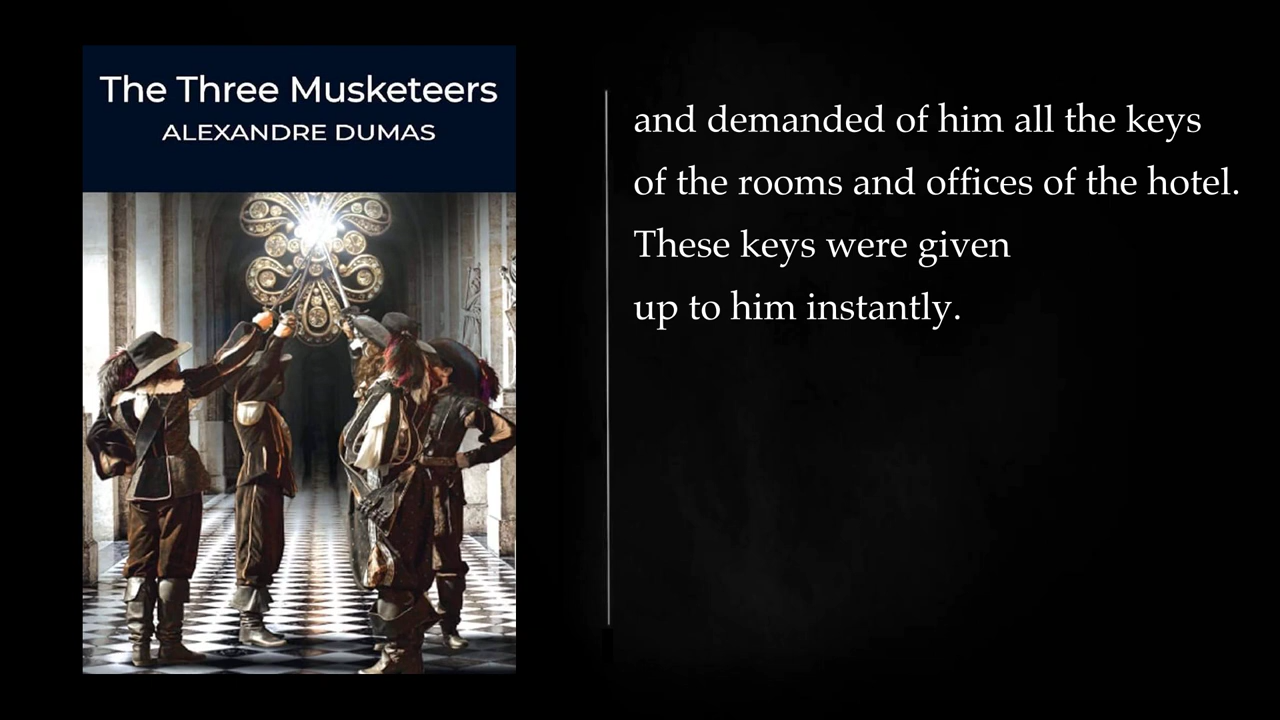 The Three Musketeers
ALEXANDRE DUMAS
and demanded of him all the keys
of the rooms and offices of the hotel.
These keys were given
up to him instantly.